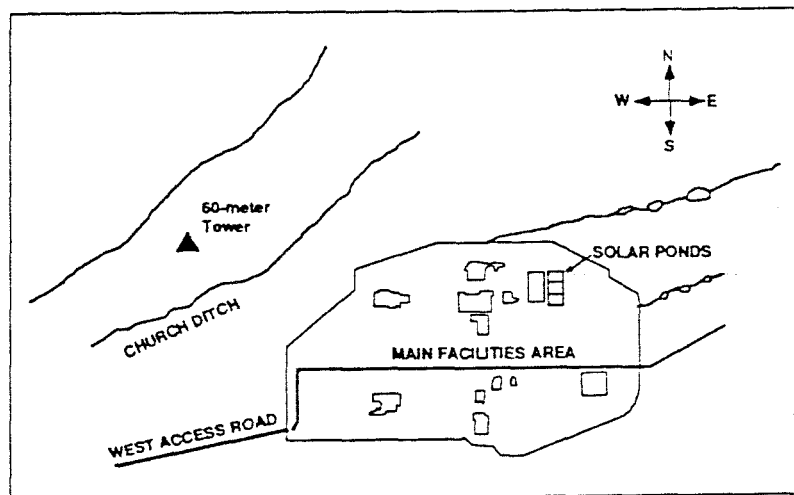 N
W E
S
60-meter
Tower
SOLAR PONDS
CHURCH DITCH
MAIN FACILITIES AREA
WEST ACCESS ROAD